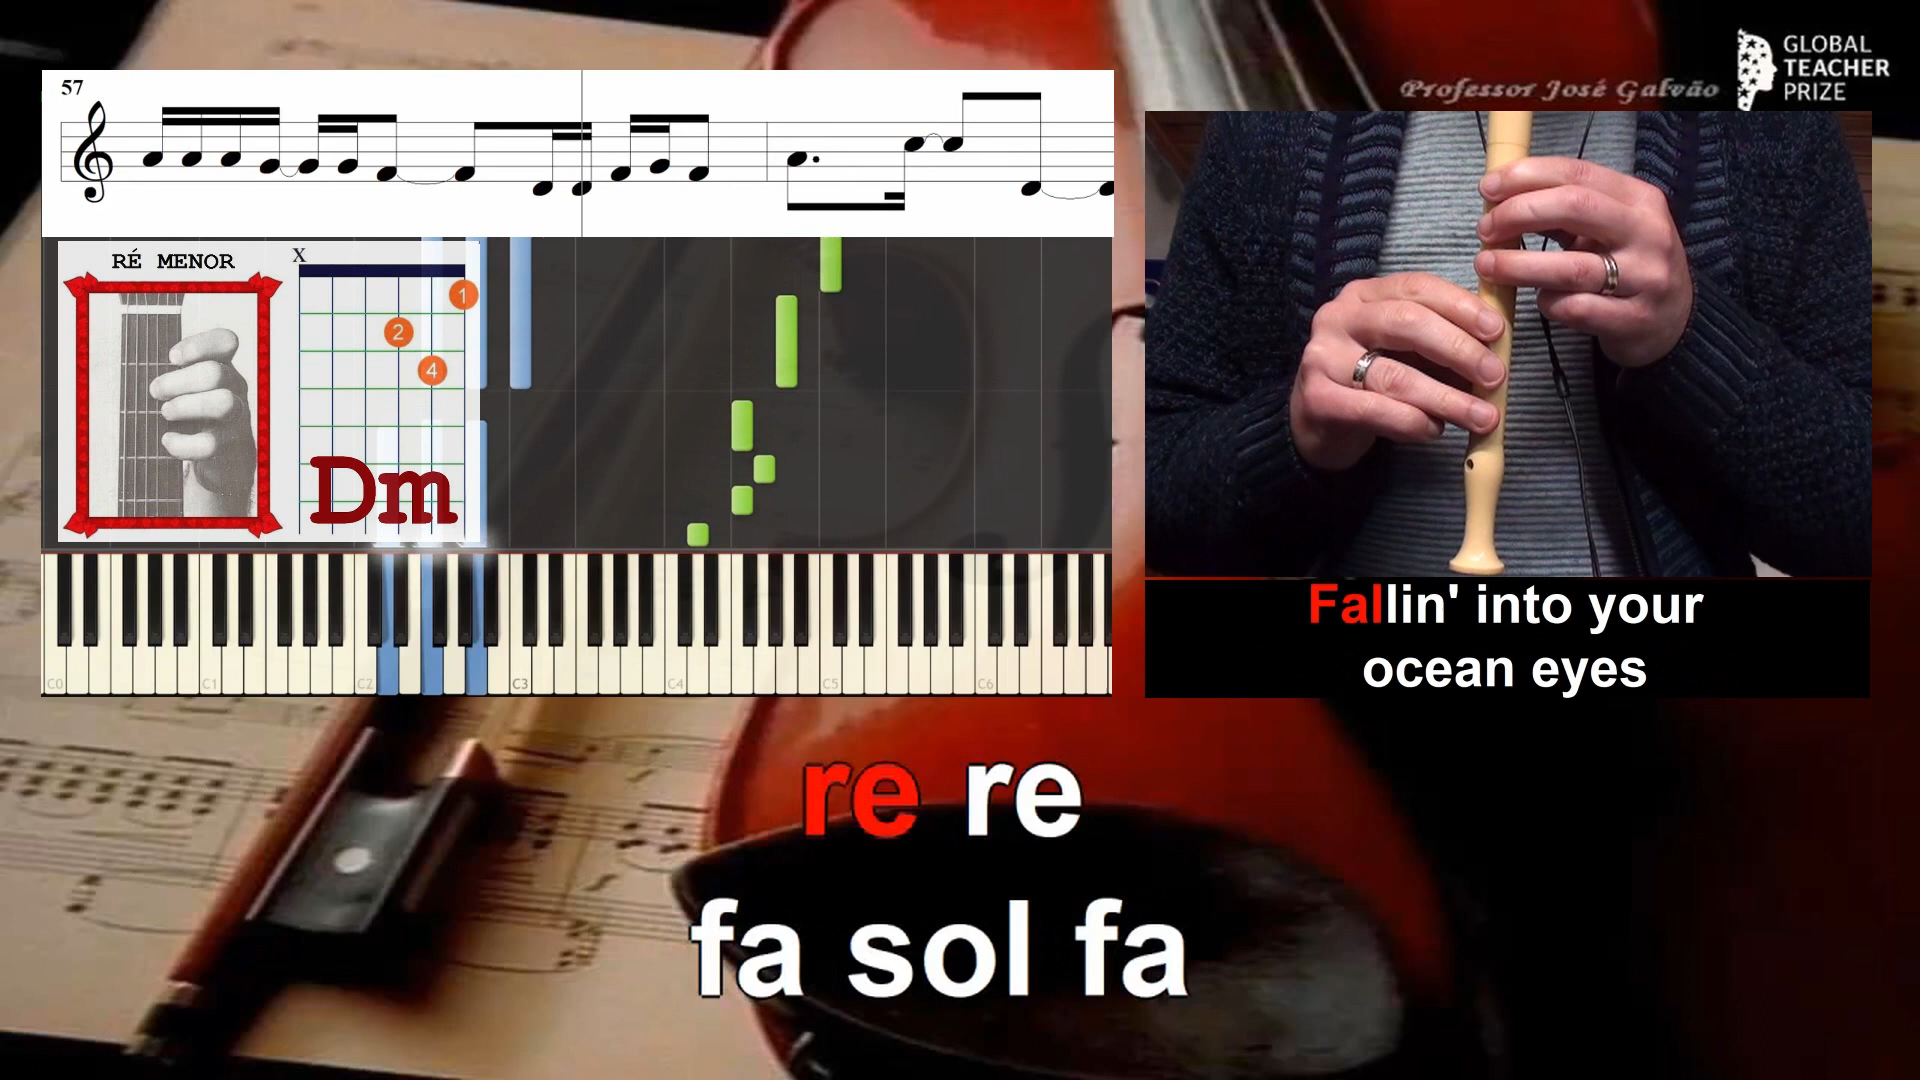 GLOBAL
TEACHER
PRIZE
Professor José Galvão
57
RÉ MENOR
X
1
2
4
Dm
C0
C1
C2
C3
C4
C5
C6
Fallin' into your
ocean eyes
re re
fa sol fa